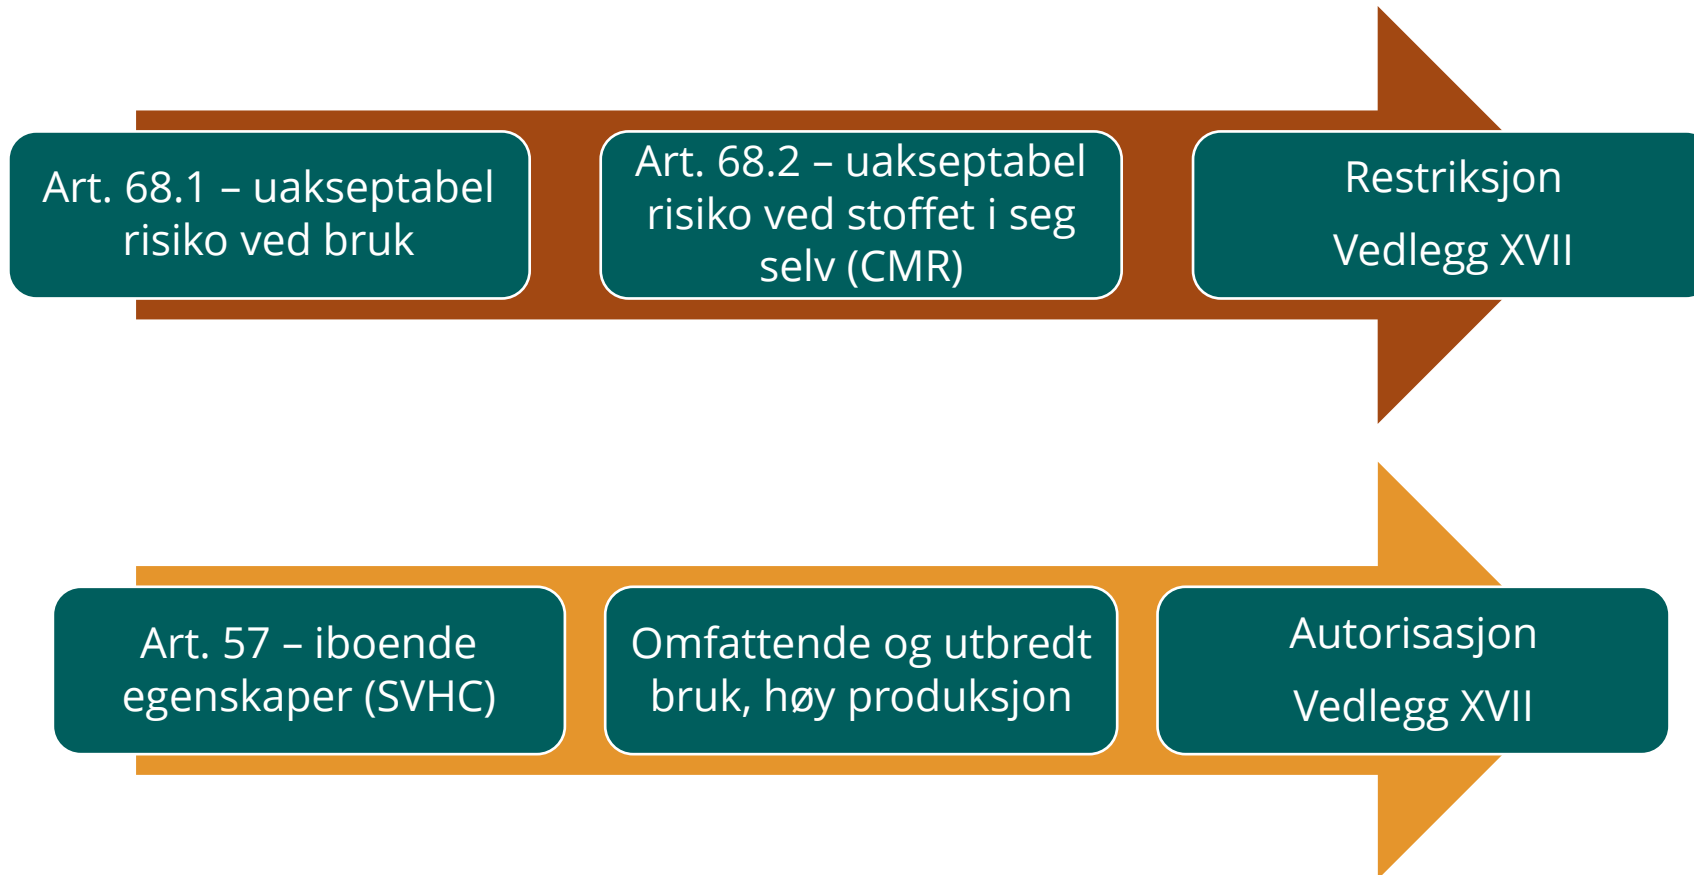 Art. 68.1 – uakseptabel
risiko ved bruk
Art. 68.2 – uakseptabel
risiko ved stoffet i seg
selv (CMR)
Restriksjon
Vedlegg XVII
Art. 57 – iboende
egenskaper (SVHC)
Omfattende og utbredt
bruk, høy produksjon
Autorisasjon
Vedlegg XVII